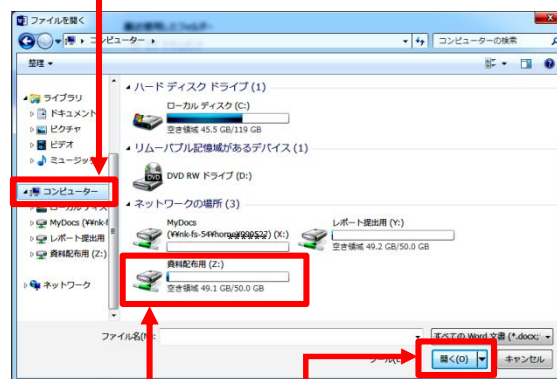 ファイルを開く
コンピューター
コンピューターの検索
整理
ハード ディスク ドライブ (1)
ローカル ディスク (C:)
空き領域 45.5 GB/119 GB
リムーバブル記憶域があるデバイス (1)
DVD RW ドライブ (D:)
ネットワークの場所 (3)
MyDocs
(X:)
レポート提出用 (Y:)
空き領域 49.2 GB/50.0 GB
資料配布用 (Z:)
空き領域 49.1 GB/50.0 GB
ライブラリ
ドキュメント
ピクチャ
ビデオ
ミュージック
コンピューター
MyDocs (¥¥nk-f
レポート提出用
資料配布用 (Z:)
ネットワーク
ファイル名(N):
すべての Word 文書 (*.docx;
開く(O)
キャンセル